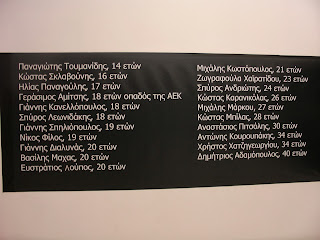 Παναγιώτης Τουμανίδης, 14 ετών
Κώστας Σκλαβούνης, 16 ετών
Ηλίας Παναγούλης, 17 ετών
Γεράσιμος Αμίτσης, 18 ετών οπαδός της ΑΕΚ
Γιάννης Κανελλόπουλος, 18 ετών
Σπύρος Λεωνιδάκης, 18 ετών
Γιάννης Σπηλιόπουλος, 19 ετών
Νίκος Φίλος, 19 ετών
Γιάννης Διαλυνάς, 20 ετών
Βασίλης Μαχας, 20 ετών
Ευστράτιος Λούπος, 20 ετών
Μιχάλης Κωστόπουλος, 21 ετών
Ζωγραφούλα Χαϊρατίδου, 23 ετών
Σπύρος Ανδριώτης, 24 ετών
Κώστας Καρανικόλας, 26 ετών
Μιχάλης Μάρκου, 27 ετών
Κώστας Μπίλας, 28 ετών
Αναστάσιος Πιτσόλης, 30 ετών
Αντώνης Κουρουπάκης, 34 ετών
Χρήστος Χατζηγεωργίου, 34 ετών
Δημήτριος Αδαμόπουλος, 40 ετών